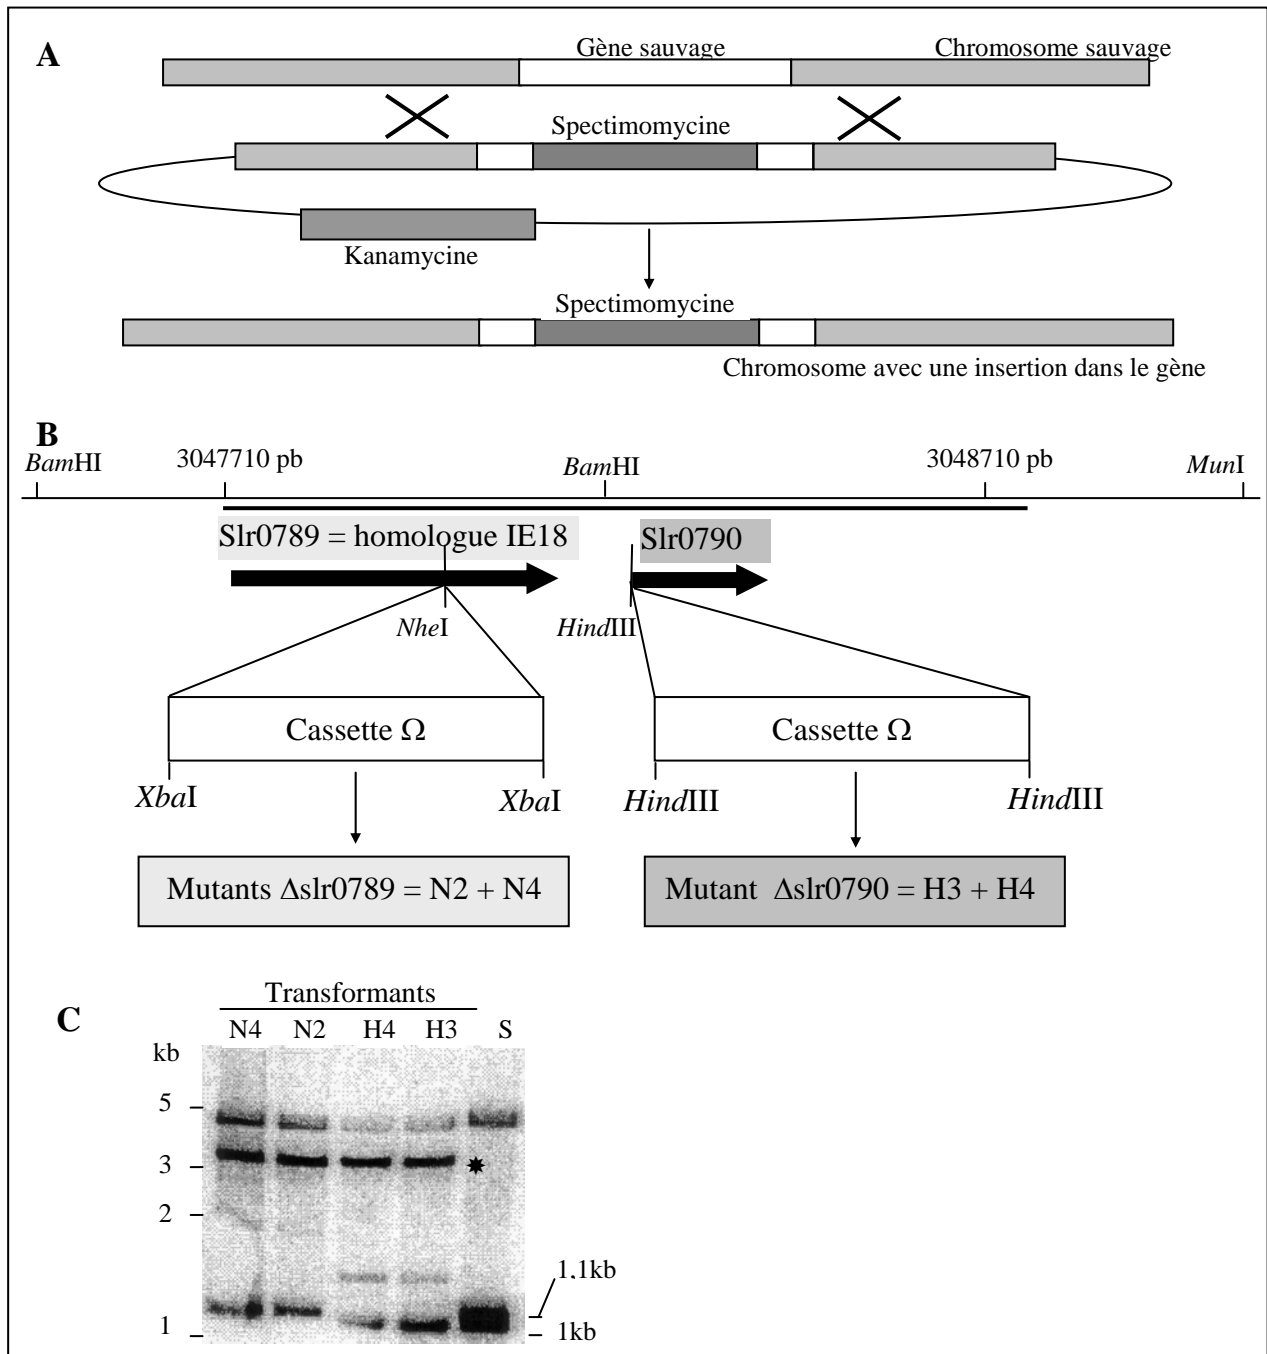 A
Gène sauvage
Chromosome sauvage
Spectimomycine
Kanamycine
Spectimomycine
Chromosome avec une insertion dans le gène
B
BamHI
3047710 pb
BamHI
3048710 pb
MunI
Slr0789 = homologue IE18
Slr0790
NheI
HindIII
Cassette Ω
Cassette Ω
XbaI
XbaI
HindIII
HindIII
Mutants Δslr0789 = N2 + N4
Mutant Δslr0790 = H3 + H4
C
Transformants
N4 N2 H4 H3 S
kb
5
3
2
1
1,1kb
1kb